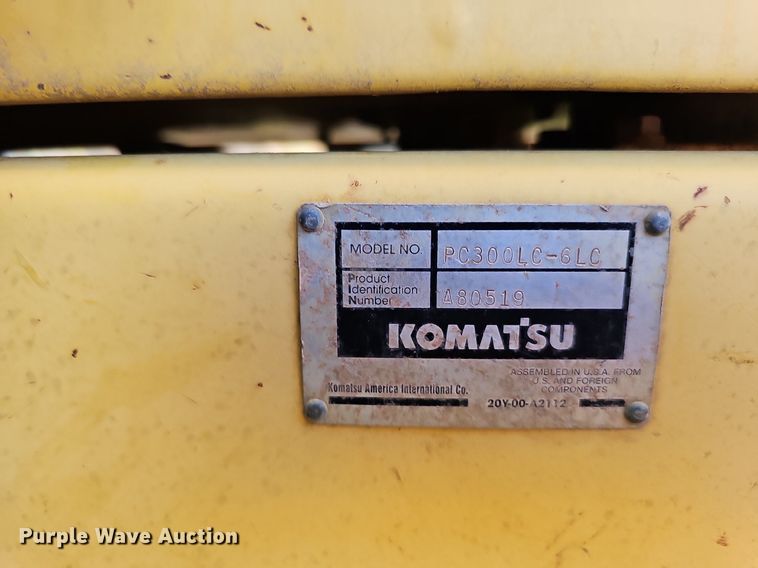 MODEL NO. PC300LC-6LC
Product
Identification
Number A80519
KOMATSU
ASSEMBLED IN U.S.A. FROM
U.S. AND FOREIGN
COMPONENTS
Komatsu America International Co.
20Y-00-A2112
Purple Wave Auction